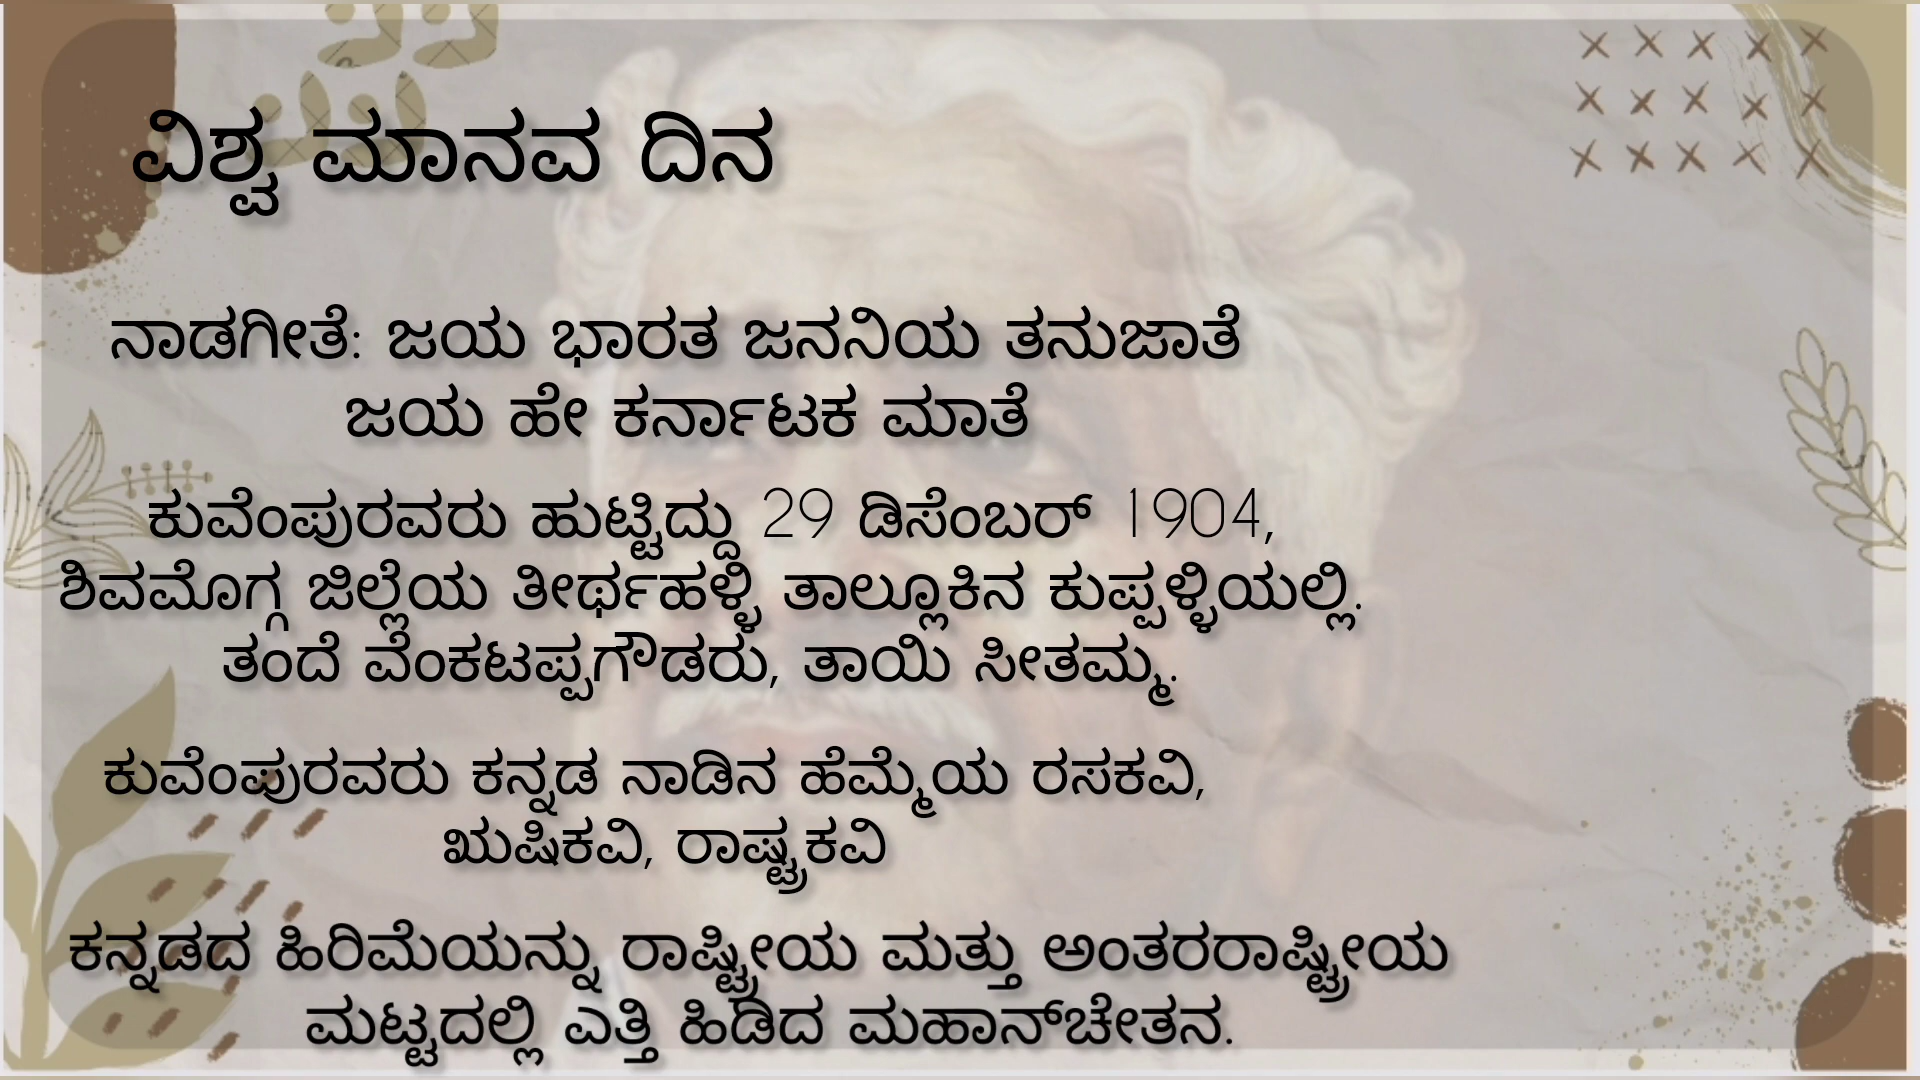 ವಿಶ್ವ ಮಾನವ ದಿನ
ನಾಡಗೀತೆ: ಜಯ ಭಾರತ ಜನನಿಯ ತನುಜಾತೆ
ಜಯ ಹೇ ಕರ್ನಾಟಕ ಮಾತೆ
ಕುವೆಂಪುರವರು ಹುಟ್ಟಿದ್ದು 29 ಡಿಸೆಂಬರ್ 1904,
ಶಿವಮೊಗ್ಗ ಜಿಲ್ಲೆಯ ತೀರ್ಥಹಳ್ಳಿ ತಾಲ್ಲೂಕಿನ ಕುಪ್ಪಳ್ಳಿಯಲ್ಲಿ.
ತಂದೆ ವೆಂಕಟಪ್ಪಗೌಡರು, ತಾಯಿ ಸೀತಮ್ಮ.
ಕುವೆಂಪುರವರು ಕನ್ನಡ ನಾಡಿನ ಹೆಮ್ಮೆಯ ರಸಕವಿ,
ಋಷಿಕವಿ, ರಾಷ್ಟ್ರಕವಿ
ಕನ್ನಡದ ಹಿರಿಮೆಯನ್ನು ರಾಷ್ಟ್ರೀಯ ಮತ್ತು ಅಂತರರಾಷ್ಟ್ರೀಯ
ಮಟ್ಟದಲ್ಲಿ ಎತ್ತಿ ಹಿಡಿದ ಮಹಾನ್‌ಚೇತನ.